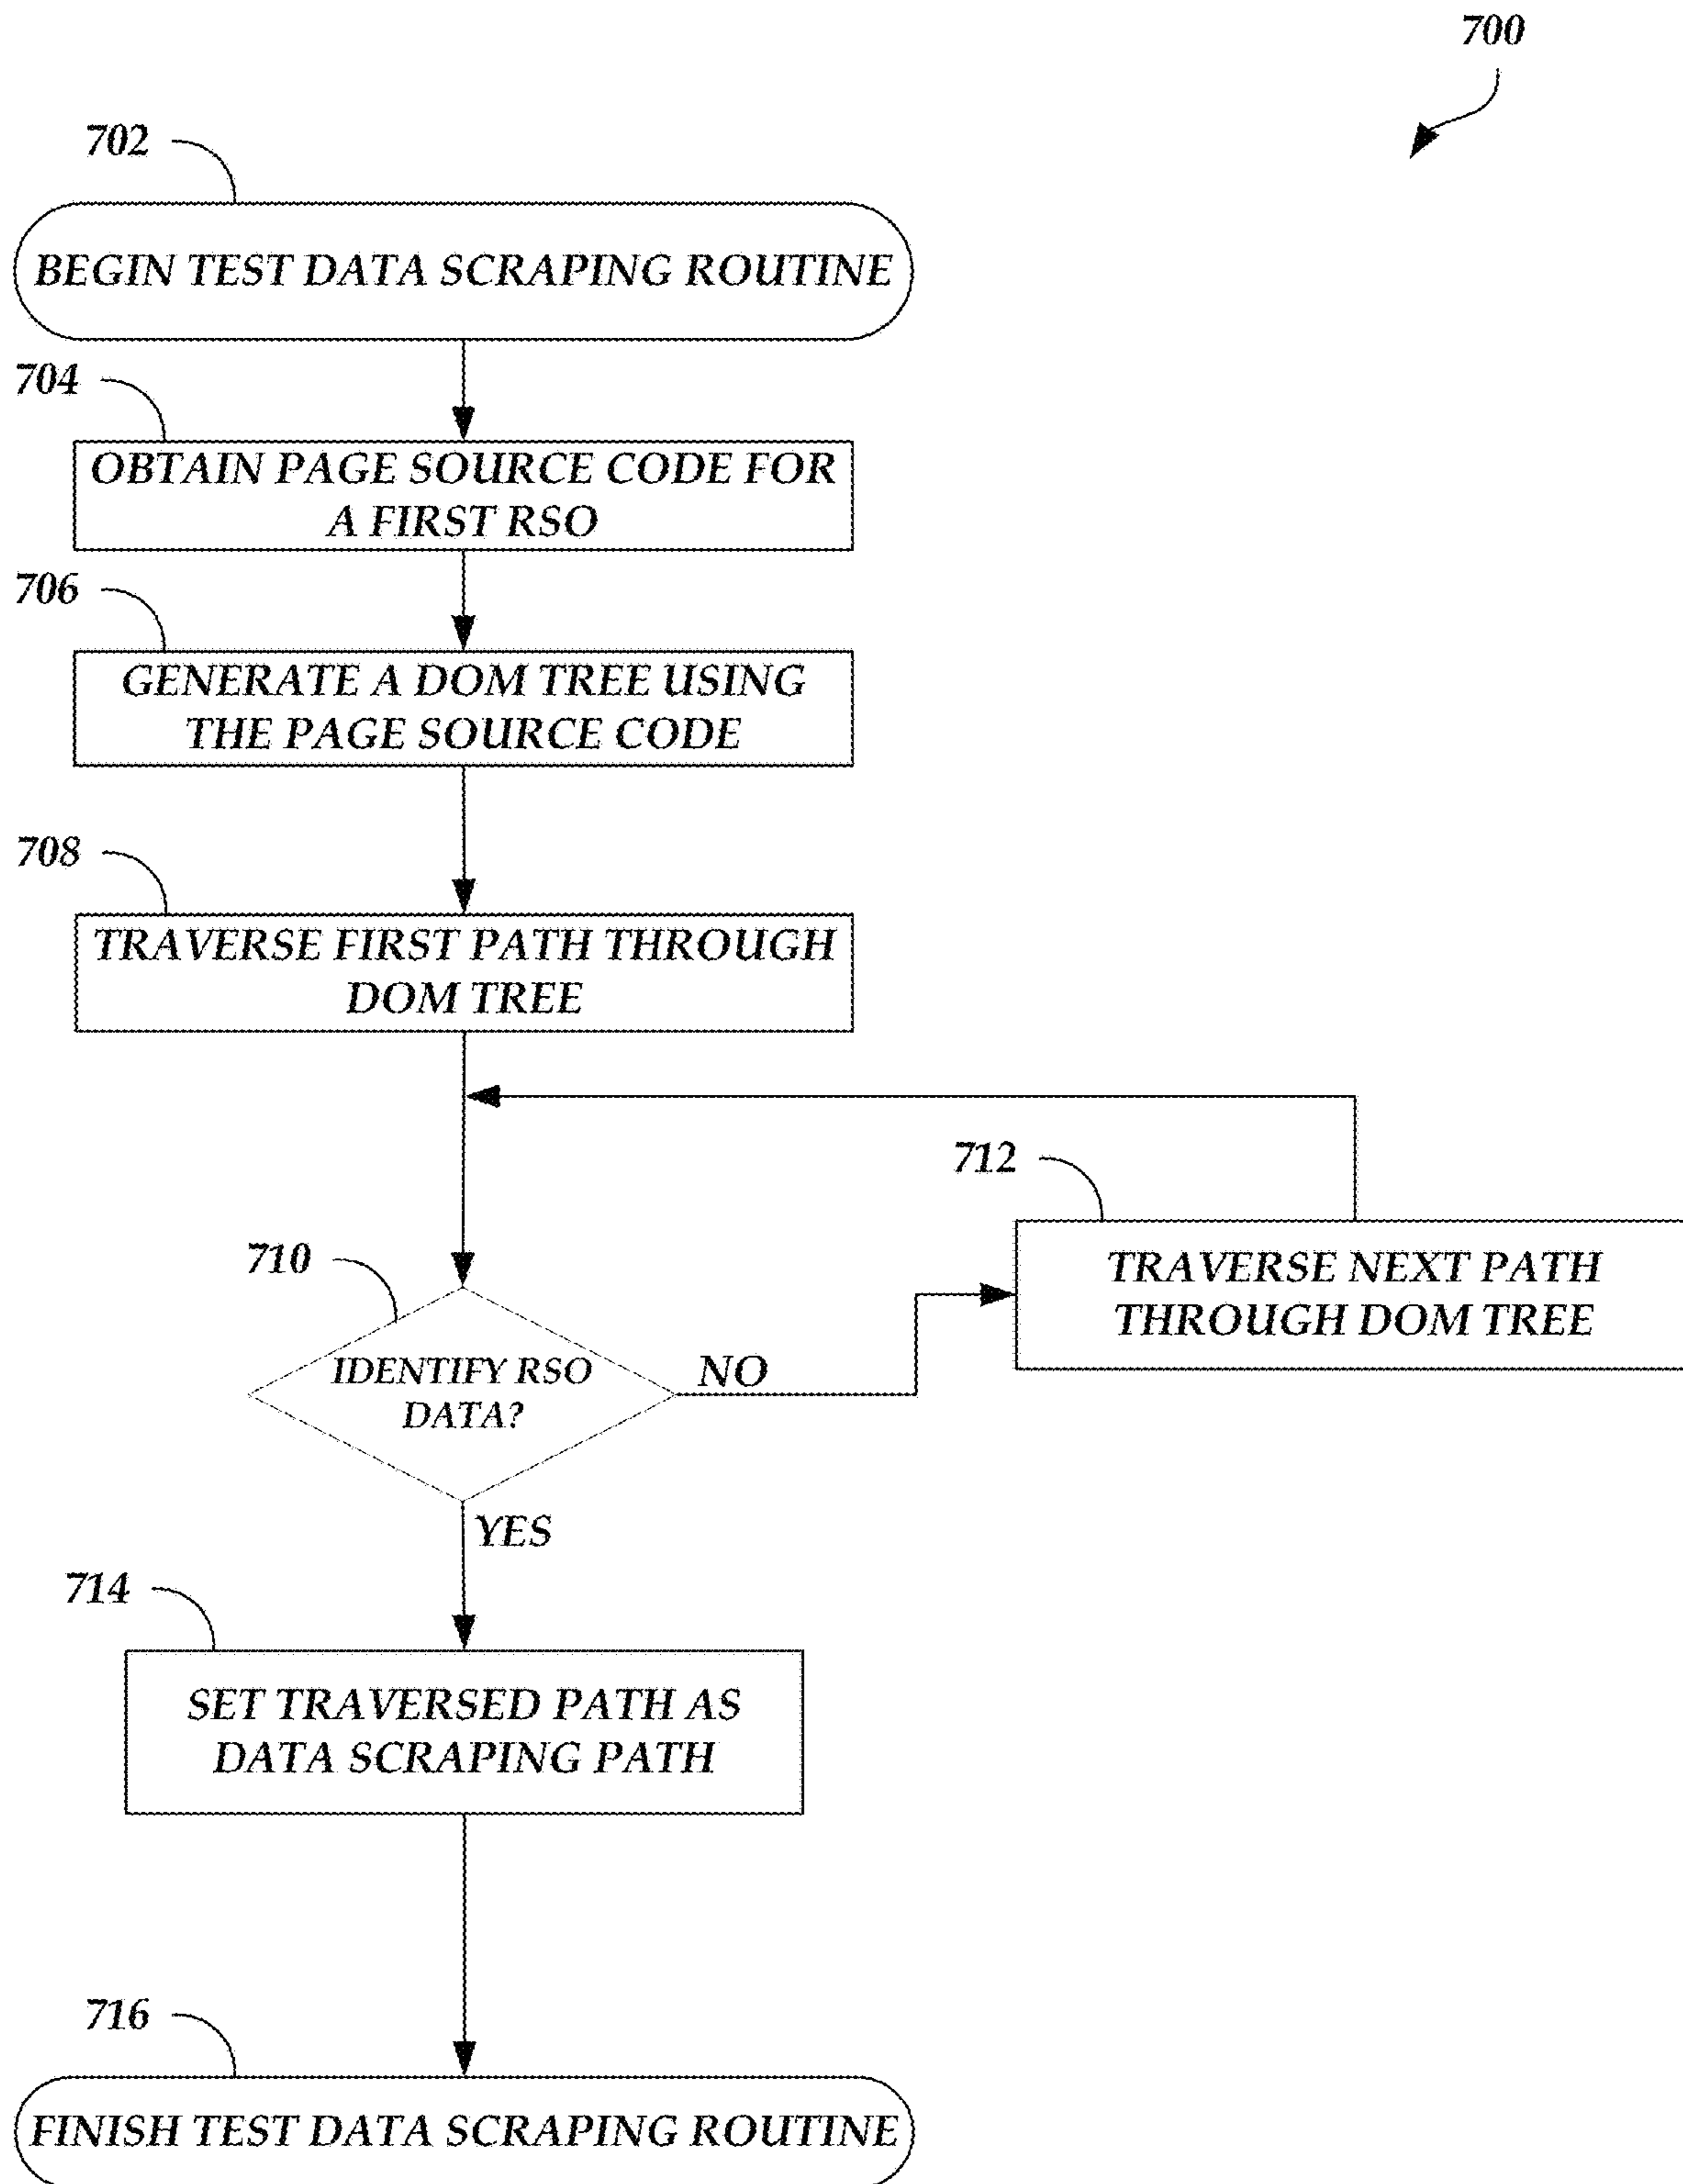 700
702
BEGIN TEST DATA SCRAPING ROUTINE
704
OBTAIN PAGE SOURCE CODE FOR
A FIRST RSO
706
GENERATE A DOM TREE USING
THE PAGE SOURCE CODE
708
TRAVERSE FIRST PATH THROUGH
DOM TREE
712
TRAVERSE NEXT PATH
THROUGH DOM TREE
710
IDENTIFY RSO
DATA?
NO
YES
714
SET TRAVERSED PATH AS
DATA SCRAPING PATH
716
FINISH TEST DATA SCRAPING ROUTINE